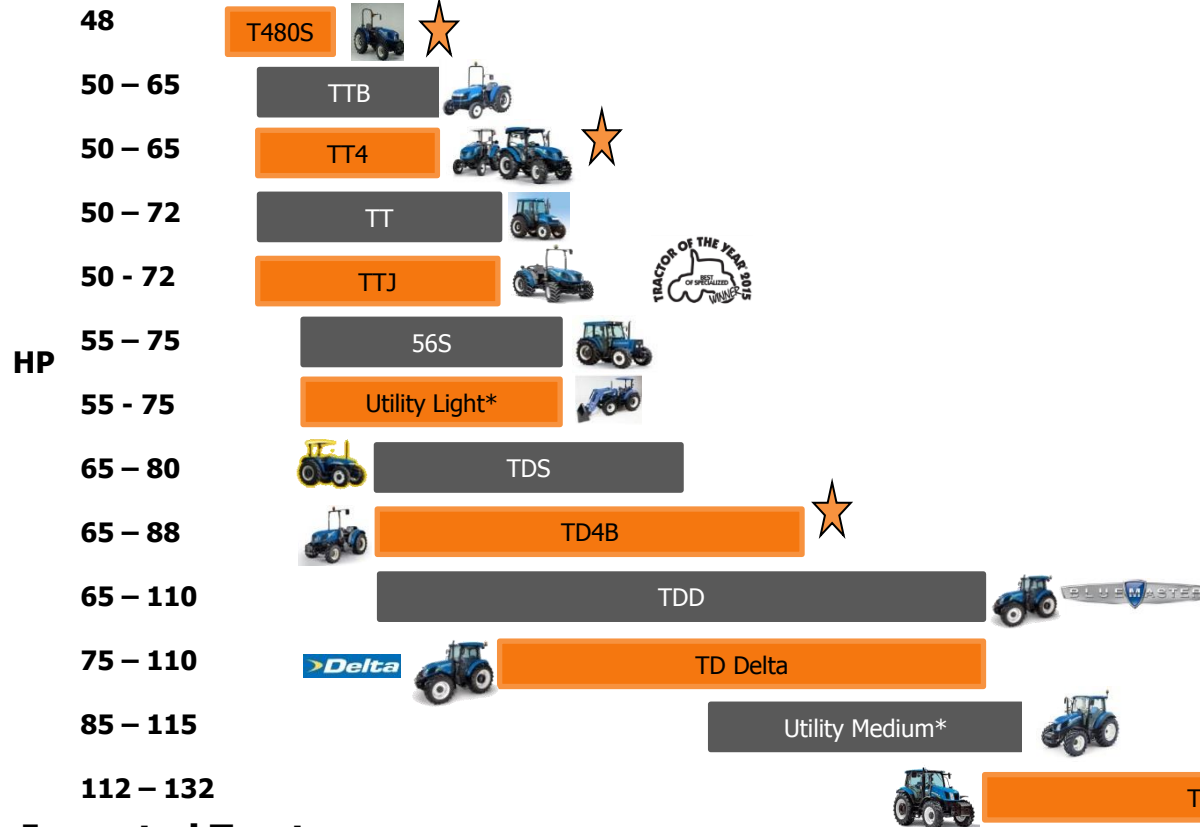 48
T480S
50 – 65
TTB
50 – 65
TT4
50 – 72
TT
50 - 72
TTJ
TRACTOR OF THE YEAR 2015
BEST
OF SPECIALIZED
WINNER
HP
55 – 75
56S
55 - 75
Utility Light*
65 – 80
TDS
65 – 88
TD4B
65 – 110
TDD
BLUEMASTER
75 – 110
Delta
TD Delta
85 – 115
Utility Medium*
112 – 132
T